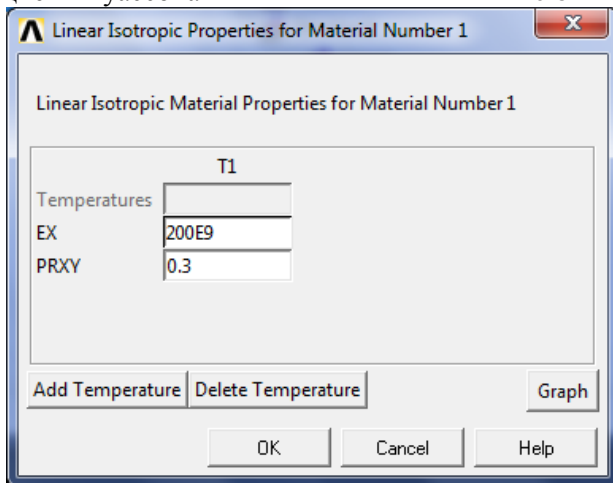 Linear Isotropic Properties for Material Number 1
Linear Isotropic Material Properties for Material Number 1
T1
Temperatures
EX 200E9
PRXY 0.3
Add Temperature Delete Temperature Graph
OK Cancel Help